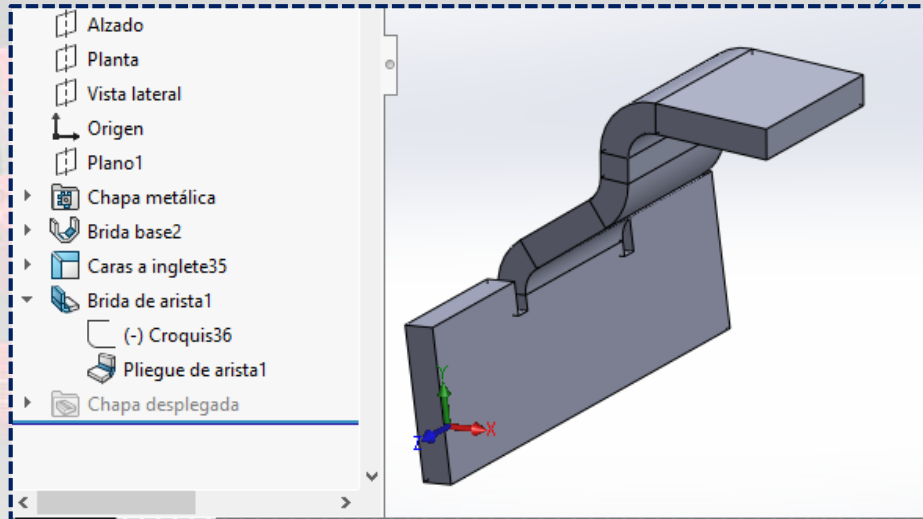 Alzado
Planta
Vista lateral
Origen
Plano1
Chapa metálica
Brida base2
Caras a inglete35
Brida de arista1
(-) Croquis36
Pliegue de arista1
Chapa desplegada
Y
X
Z